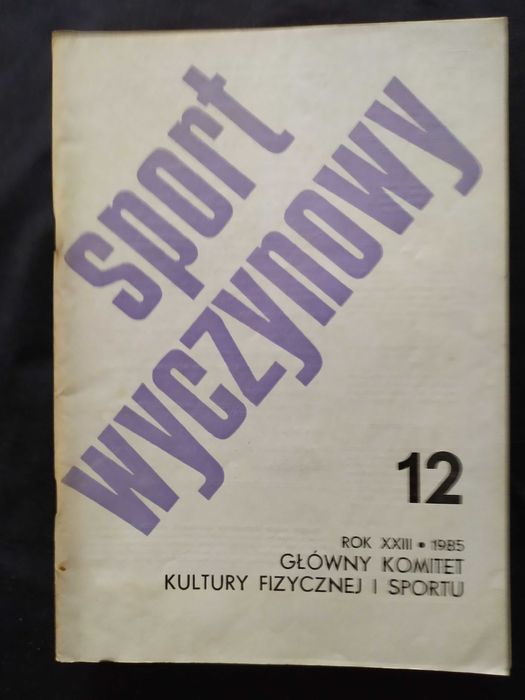 sport
wyczynowy
12
ROK XXIII • 1985
GŁÓWNY KOMITET
KULTURY FIZYCZNEJ I SPORTU